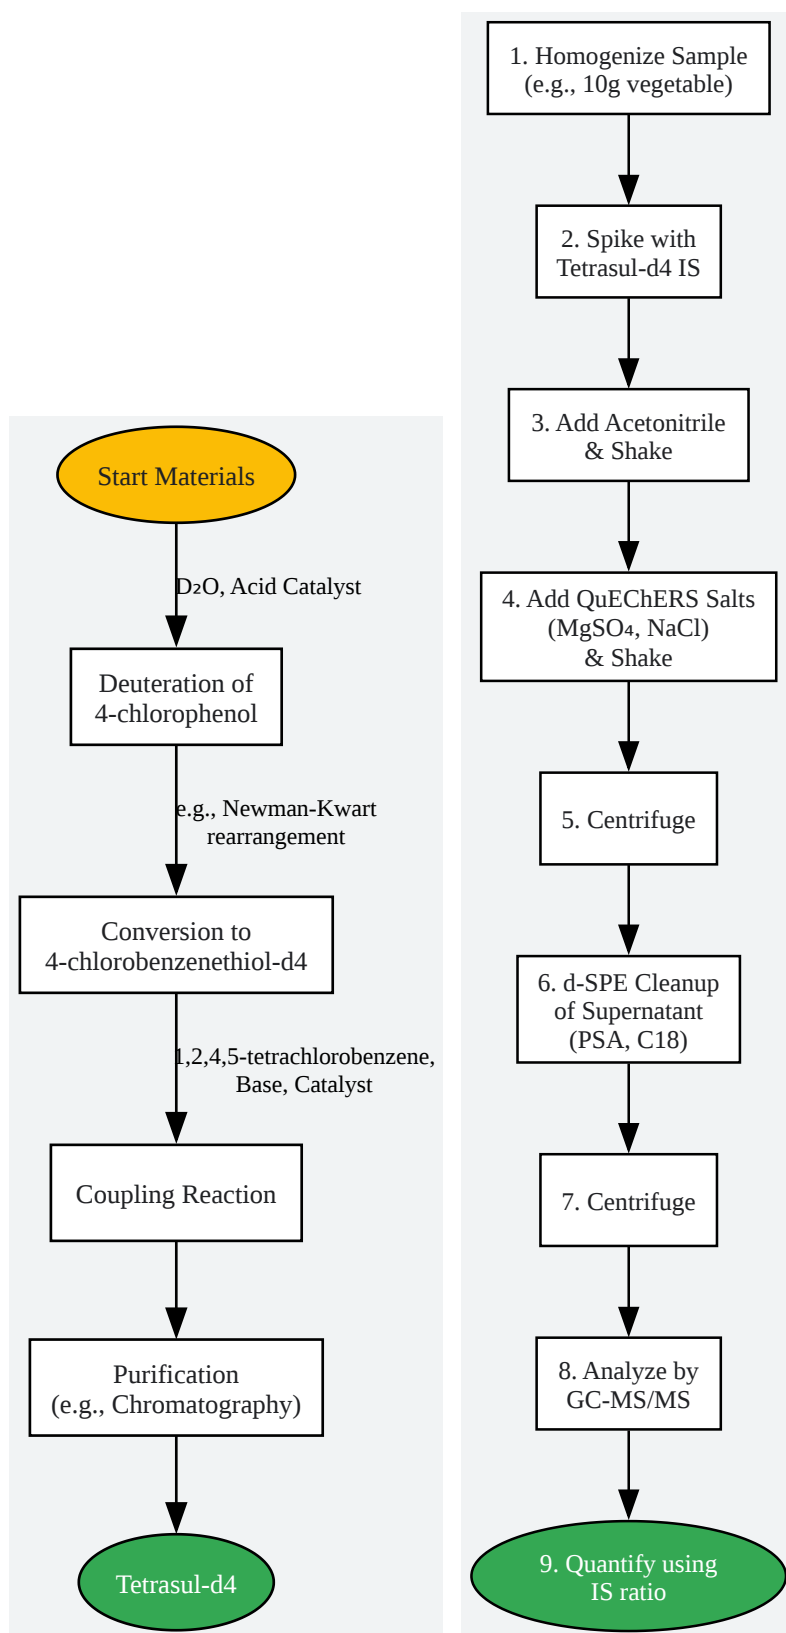 Start Materials
D₂O, Acid Catalyst
Deuteration of
4-chlorophenol
e.g., Newman-Kwart
rearrangement
Conversion to
4-chlorobenzenethiol-d4
1,2,4,5-tetrachlorobenzene,
Base, Catalyst
Coupling Reaction
Purification
(e.g., Chromatography)
Tetrasul-d4
1. Homogenize Sample
(e.g., 10g vegetable)
2. Spike with
Tetrasul-d4 IS
3. Add Acetonitrile
& Shake
4. Add QuEChERS Salts
(MgSO₄, NaCl)
& Shake
5. Centrifuge
6. d-SPE Cleanup
of Supernatant
(PSA, C18)
7. Centrifuge
8. Analyze by
GC-MS/MS
9. Quantify using
IS ratio